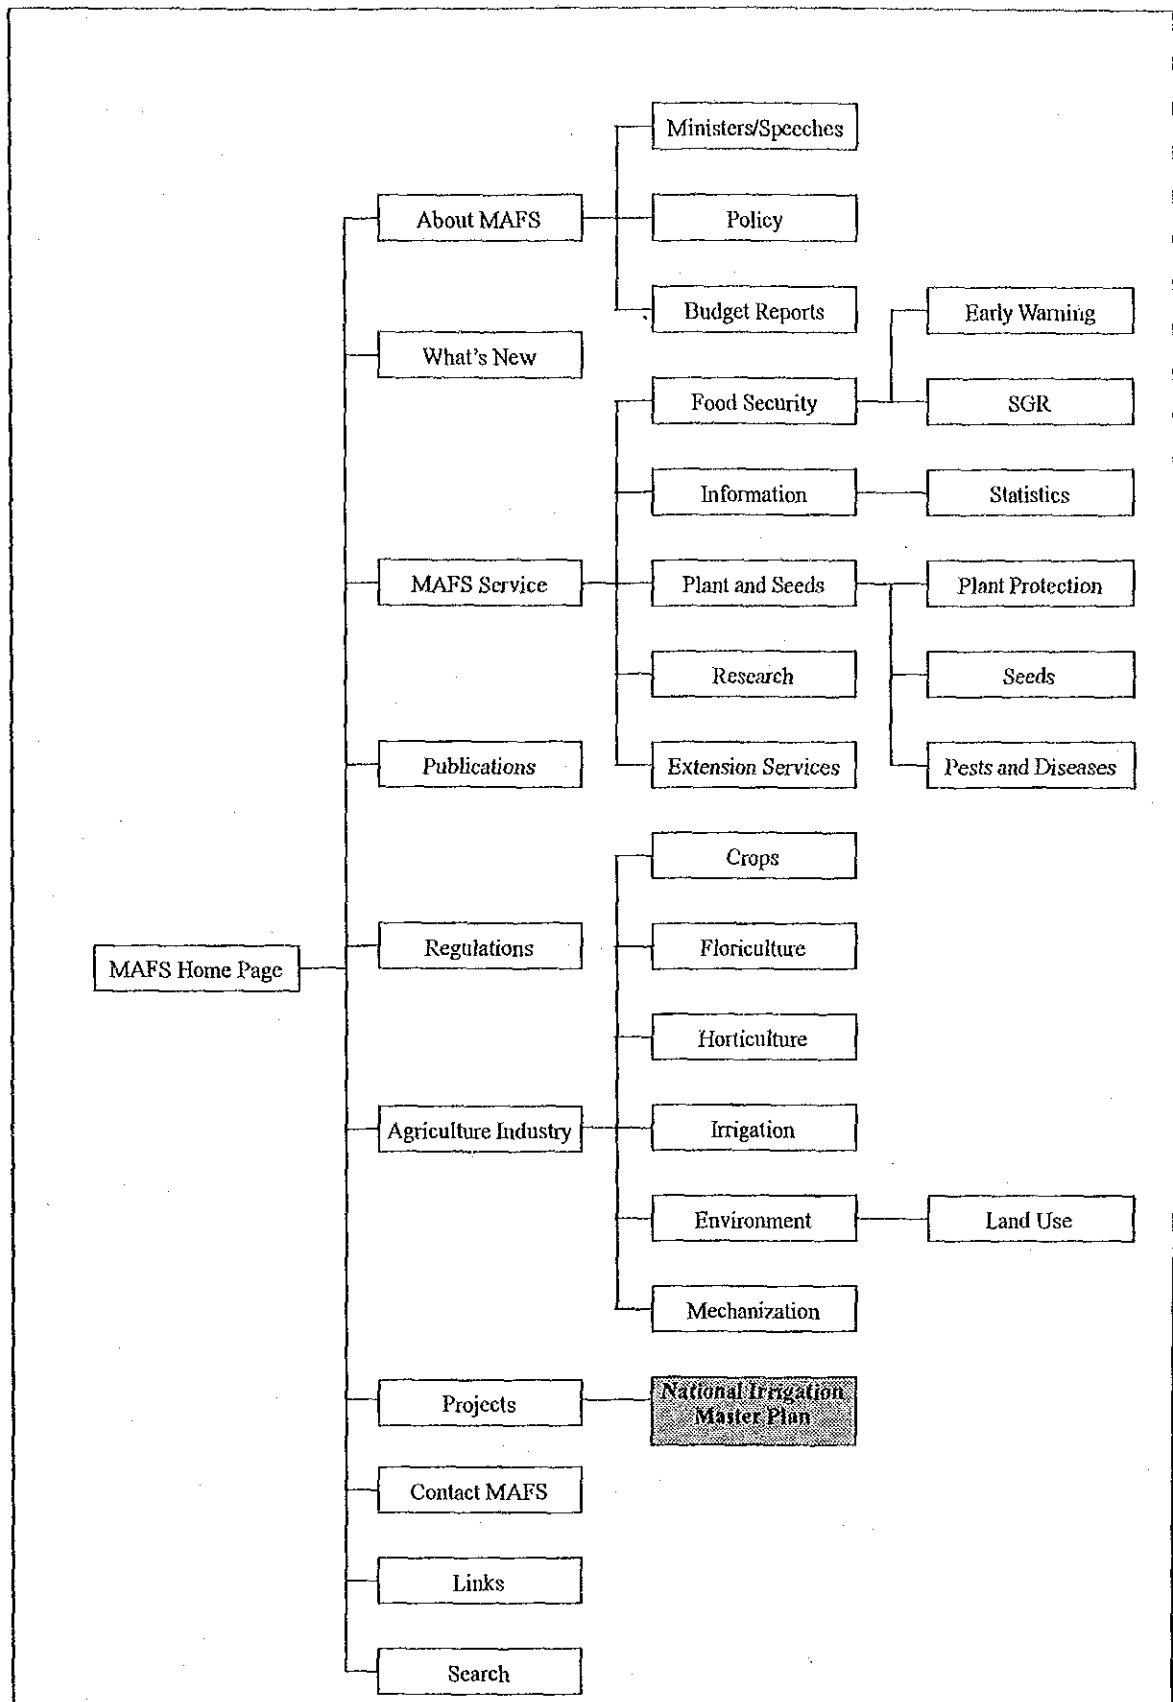 Ministers/Speeches
About MAFS
Policy
Budget Reports
Early Warning
What's New
Food Security
SGR
Information
Statistics
MAFS Service
Plant and Seeds
Plant Protection
Research
Seeds
Publications
Extension Services
Pests and Diseases
Crops
Regulations
Floriculture
MAFS Home Page
Horticulture
Agriculture Industry
Irrigation
Environment
Land Use
Mechanization
Projects
National Irrigation
Master Plan
Contact MAFS
Links
Search